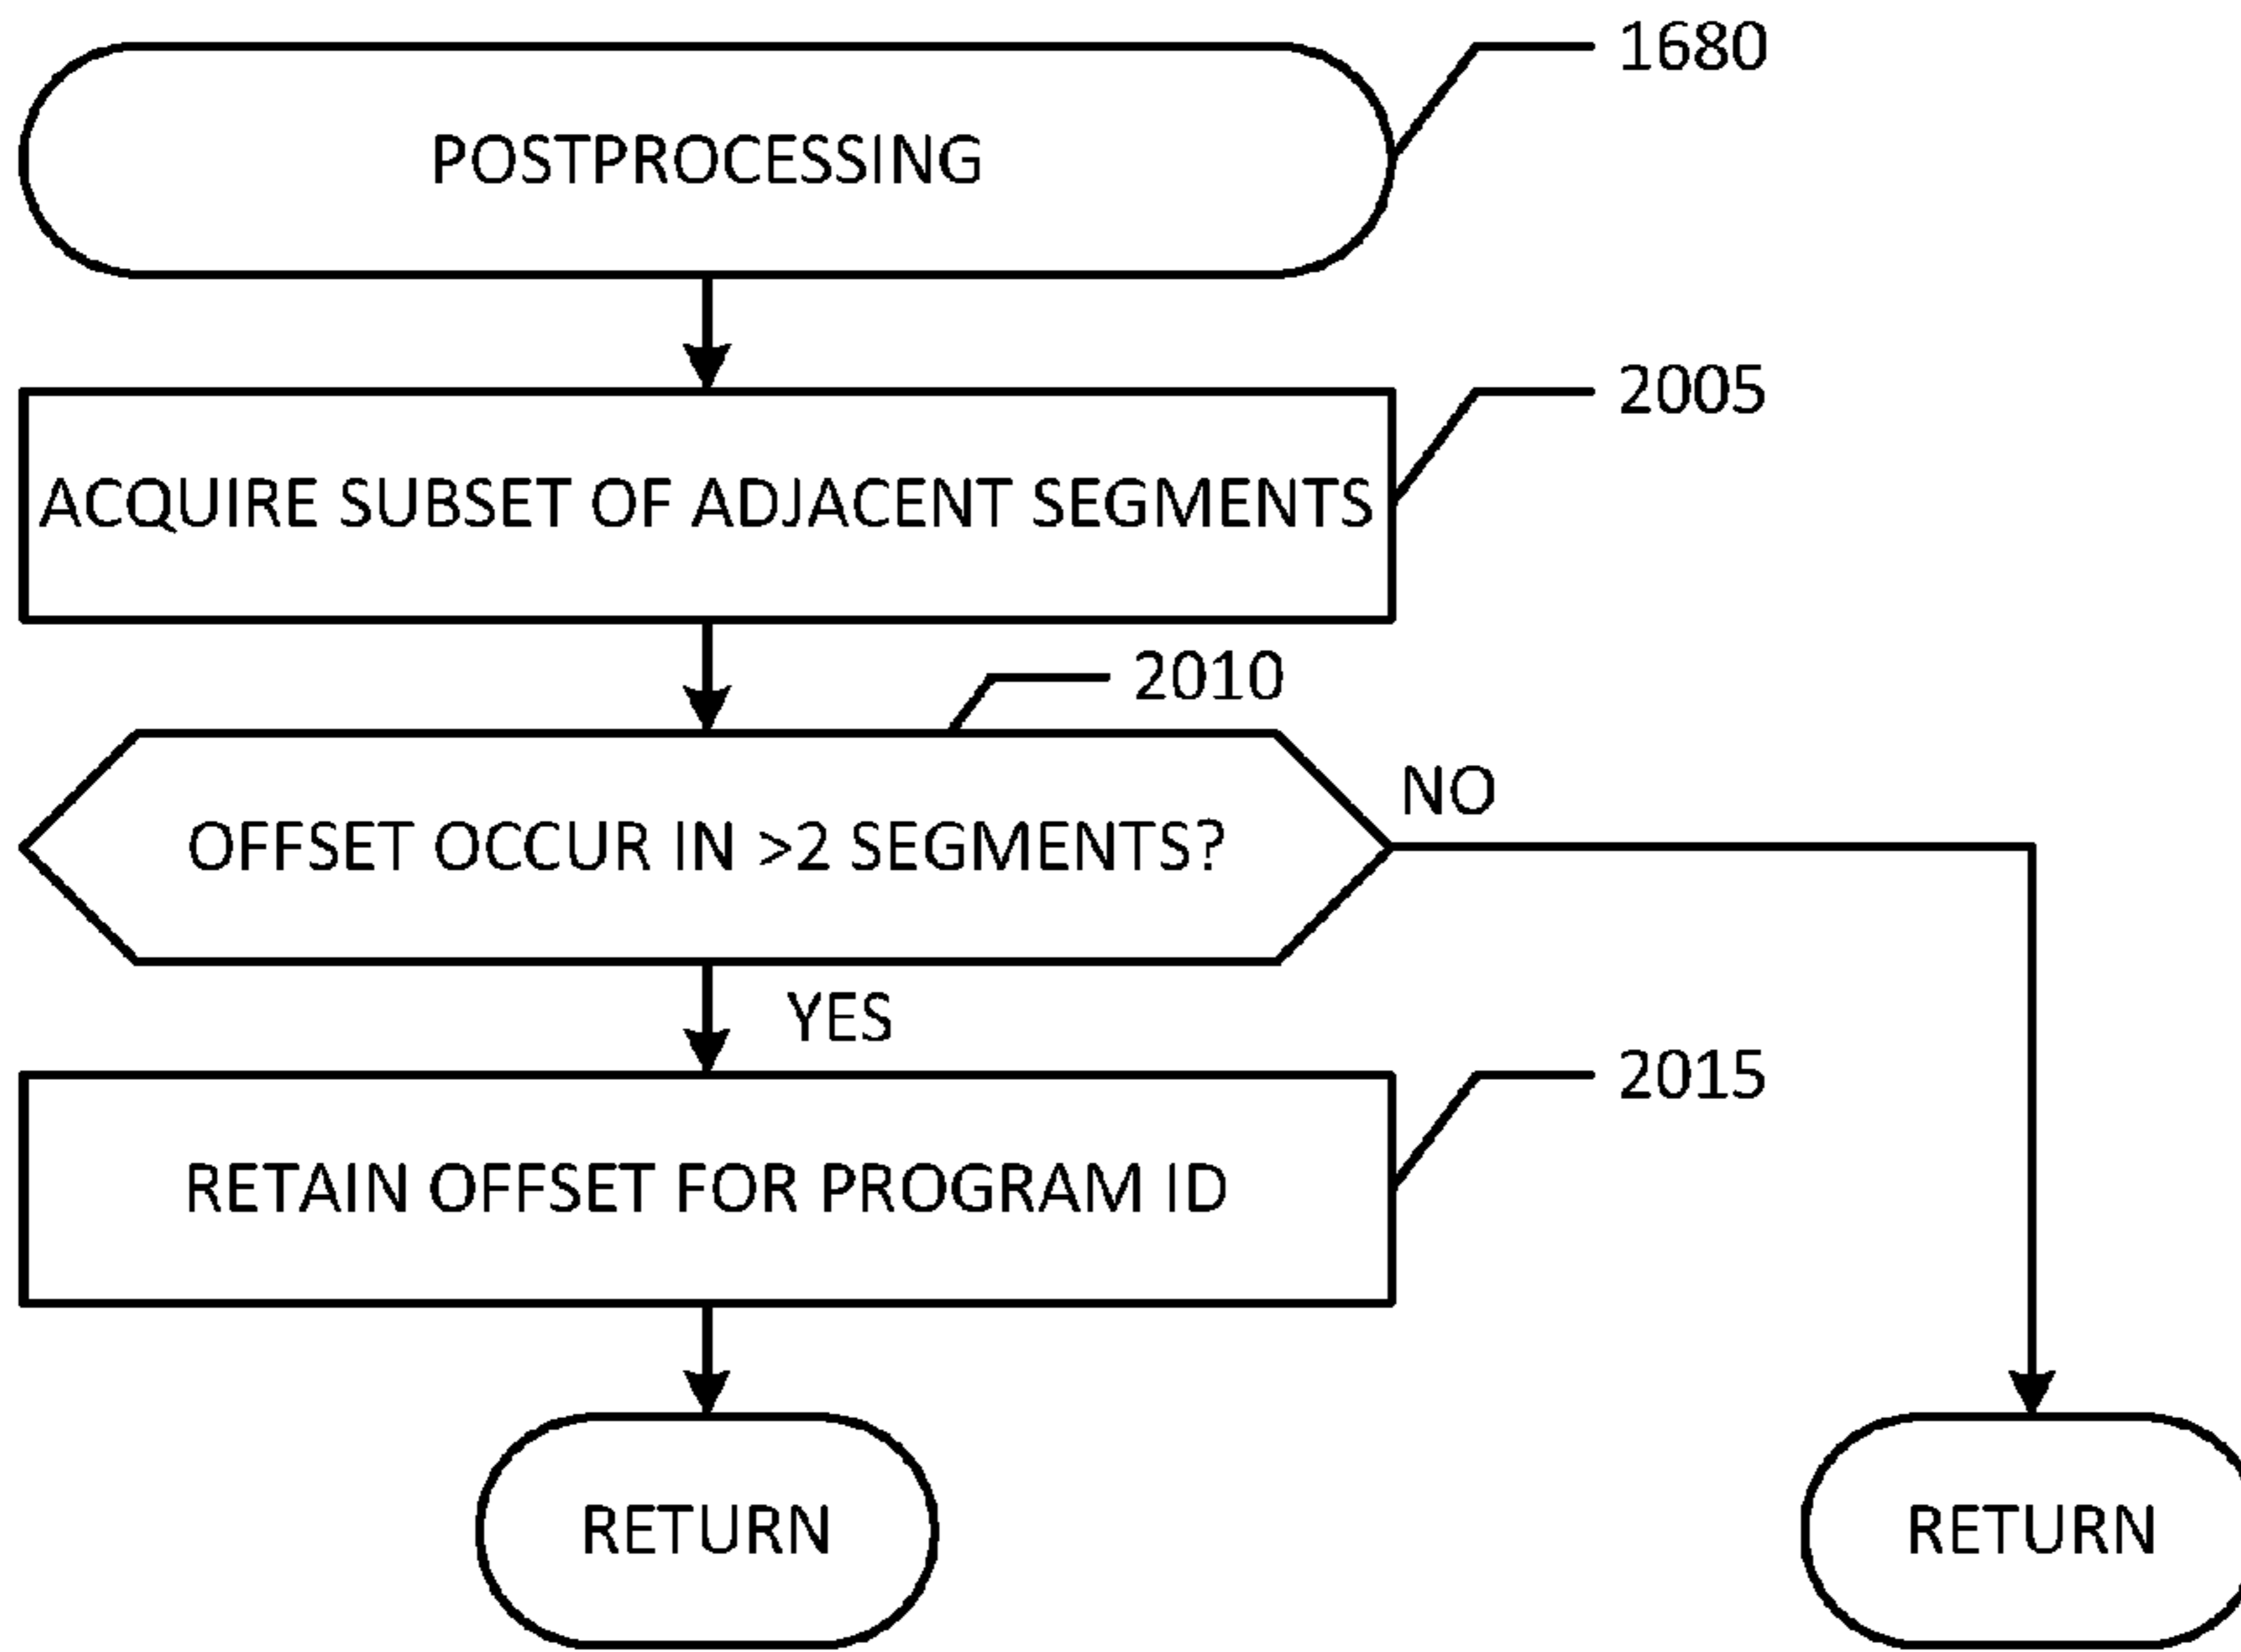 1680
POSTPROCESSING
2005
ACQUIRE SUBSET OF ADJACENT SEGMENTS
2010
NO
OFFSET OCCUR IN >2 SEGMENTS?
YES
2015
RETAIN OFFSET FOR PROGRAM ID
RETURN
RETURN